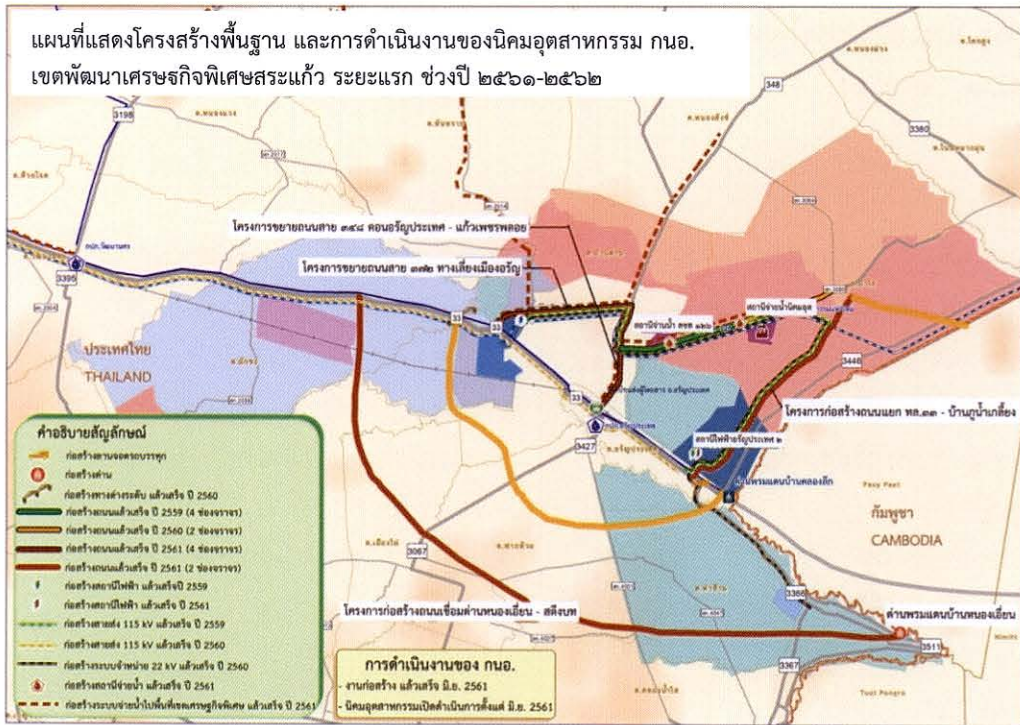 แผนที่แสดงโครงสร้างพื้นฐาน และการดำเนินงานของนิคมอุตสาหกรรม กนอ.
เขตพัฒนาเศรษฐกิจพิเศษสระแก้ว ระยะแรก ช่วงปี ๒๕๖๑-๒๕๖๒
3198
348
3380
3395
โครงการขยายถนนสาย ๓๔๘ ตอนอรัญประเทศ - แก้วเพชรพลอย
โครงการขยายถนนสาย ๓๗๒ ทางเลี่ยงเมืองอรัญ
สถานีจ่ายน้ำนิคมอุต
33
33
33
3446
ประเทศไทย
THAILAND
โครงการก่อสร้างถนนแยก ทล.๓๓ - บ้านภูน้ำเกลี้ยง
3427
สถานีไฟฟ้าอรัญประเทศ ๒
ด่านพรมแดนบ้านคลองลึก
Paoy Paet
กัมพูชา
CAMBODIA
3067
โครงการก่อสร้างถนนเชื่อมด่านหนองเอี่ยน - สตึงบท
3366
ด่านพรมแดนบ้านหนองเอี่ยน
3511
3367
คำอธิบายสัญลักษณ์
ก่อสร้างลานจอดรถบรรทุก
ก่อสร้างด่าน
ก่อสร้างทางต่างระดับ แล้วเสร็จ ปี 2560
ก่อสร้างถนนแล้วเสร็จ ปี 2559 (4 ช่องจราจร)
ก่อสร้างถนนแล้วเสร็จ ปี 2560 (2 ช่องจราจร)
ก่อสร้างถนนแล้วเสร็จ ปี 2561 (4 ช่องจราจร)
ก่อสร้างถนนแล้วเสร็จ ปี 2561 (2 ช่องจราจร)
ก่อสร้างสถานีไฟฟ้า แล้วเสร็จปี 2559
ก่อสร้างสถานีไฟฟ้า แล้วเสร็จ ปี 2561
ก่อสร้างสายส่ง 115 kV แล้วเสร็จ ปี 2559
ก่อสร้างสายส่ง 115 kV แล้วเสร็จ ปี 2560
ก่อสร้างระบบจำหน่าย 22 kV แล้วเสร็จ ปี 2560
ก่อสร้างสถานีจ่ายน้ำ แล้วเสร็จ ปี 2561
ก่อสร้างระบบจ่ายน้ำไปพื้นที่เขตเศรษฐกิจพิเศษ แล้วเสร็จ ปี 2561
การดำเนินงานของ กนอ.
- งานก่อสร้าง แล้วเสร็จ มิ.ย. 2561
- นิคมอุตสาหกรรมเปิดดำเนินการตั้งแต่ มิ.ย. 2561